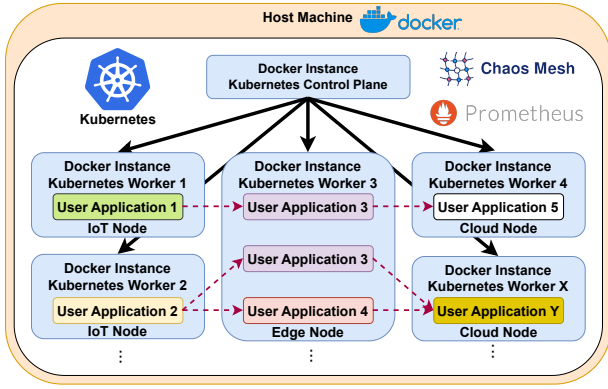 Host Machine
docker
Docker Instance
Kubernetes Control Plane
Kubernetes
Chaos Mesh
Prometheus
Docker Instance
Kubernetes Worker 1
User Application 1
IoT Node
Docker Instance
Kubernetes Worker 3
User Application 3
Docker Instance
Kubernetes Worker 4
User Application 5
Cloud Node
Docker Instance
Kubernetes Worker 2
User Application 2
IoT Node
⋮
User Application 3
User Application 4
Edge Node
⋮
Docker Instance
Kubernetes Worker X
User Application Y
Cloud Node
⋮